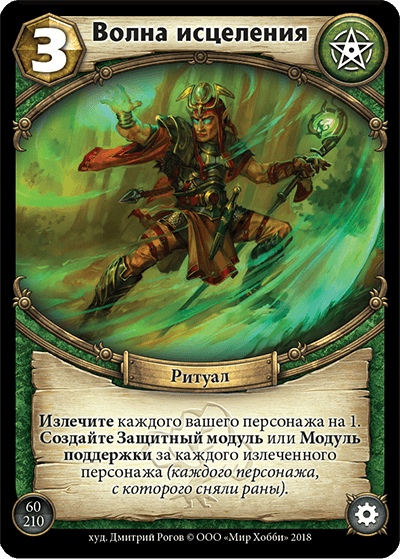 3
Волна исцеления
Ритуал
Излечите каждого вашего персонажа на 1.
Создайте Защитный модуль или Модуль
поддержки за каждого излеченного
персонажа (каждого персонажа,
с которого сняли раны).
60
210
худ. Дмитрий Рогов © ООО «Мир Хобби» 2018